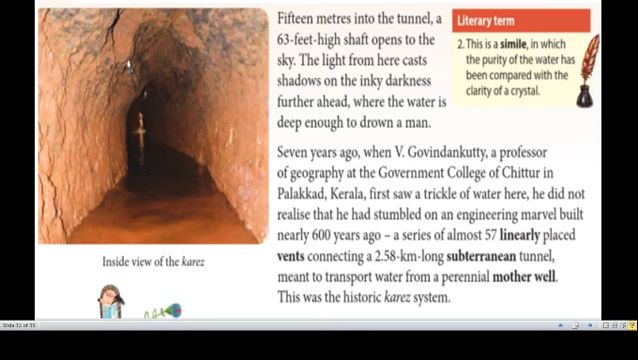 Fifteen metres into the tunnel, a
63-feet-high shaft opens to the
sky. The light from here casts
shadows on the inky darkness
further ahead, where the water is
deep enough to drown a man.
Literary term
2. This is a simile, in which
the purity of the water has
been compared with the
clarity of a crystal.
Seven years ago, when V. Govindankutty, a professor
of geography at the Government College of Chittur in
Palakkad, Kerala, first saw a trickle of water here, he did not
realise that he had stumbled on an engineering marvel built
nearly 600 years ago – a series of almost 57 linearly placed
vents connecting a 2.58-km-long subterranean tunnel,
meant to transport water from a perennial mother well.
This was the historic karez system.
Inside view of the karez